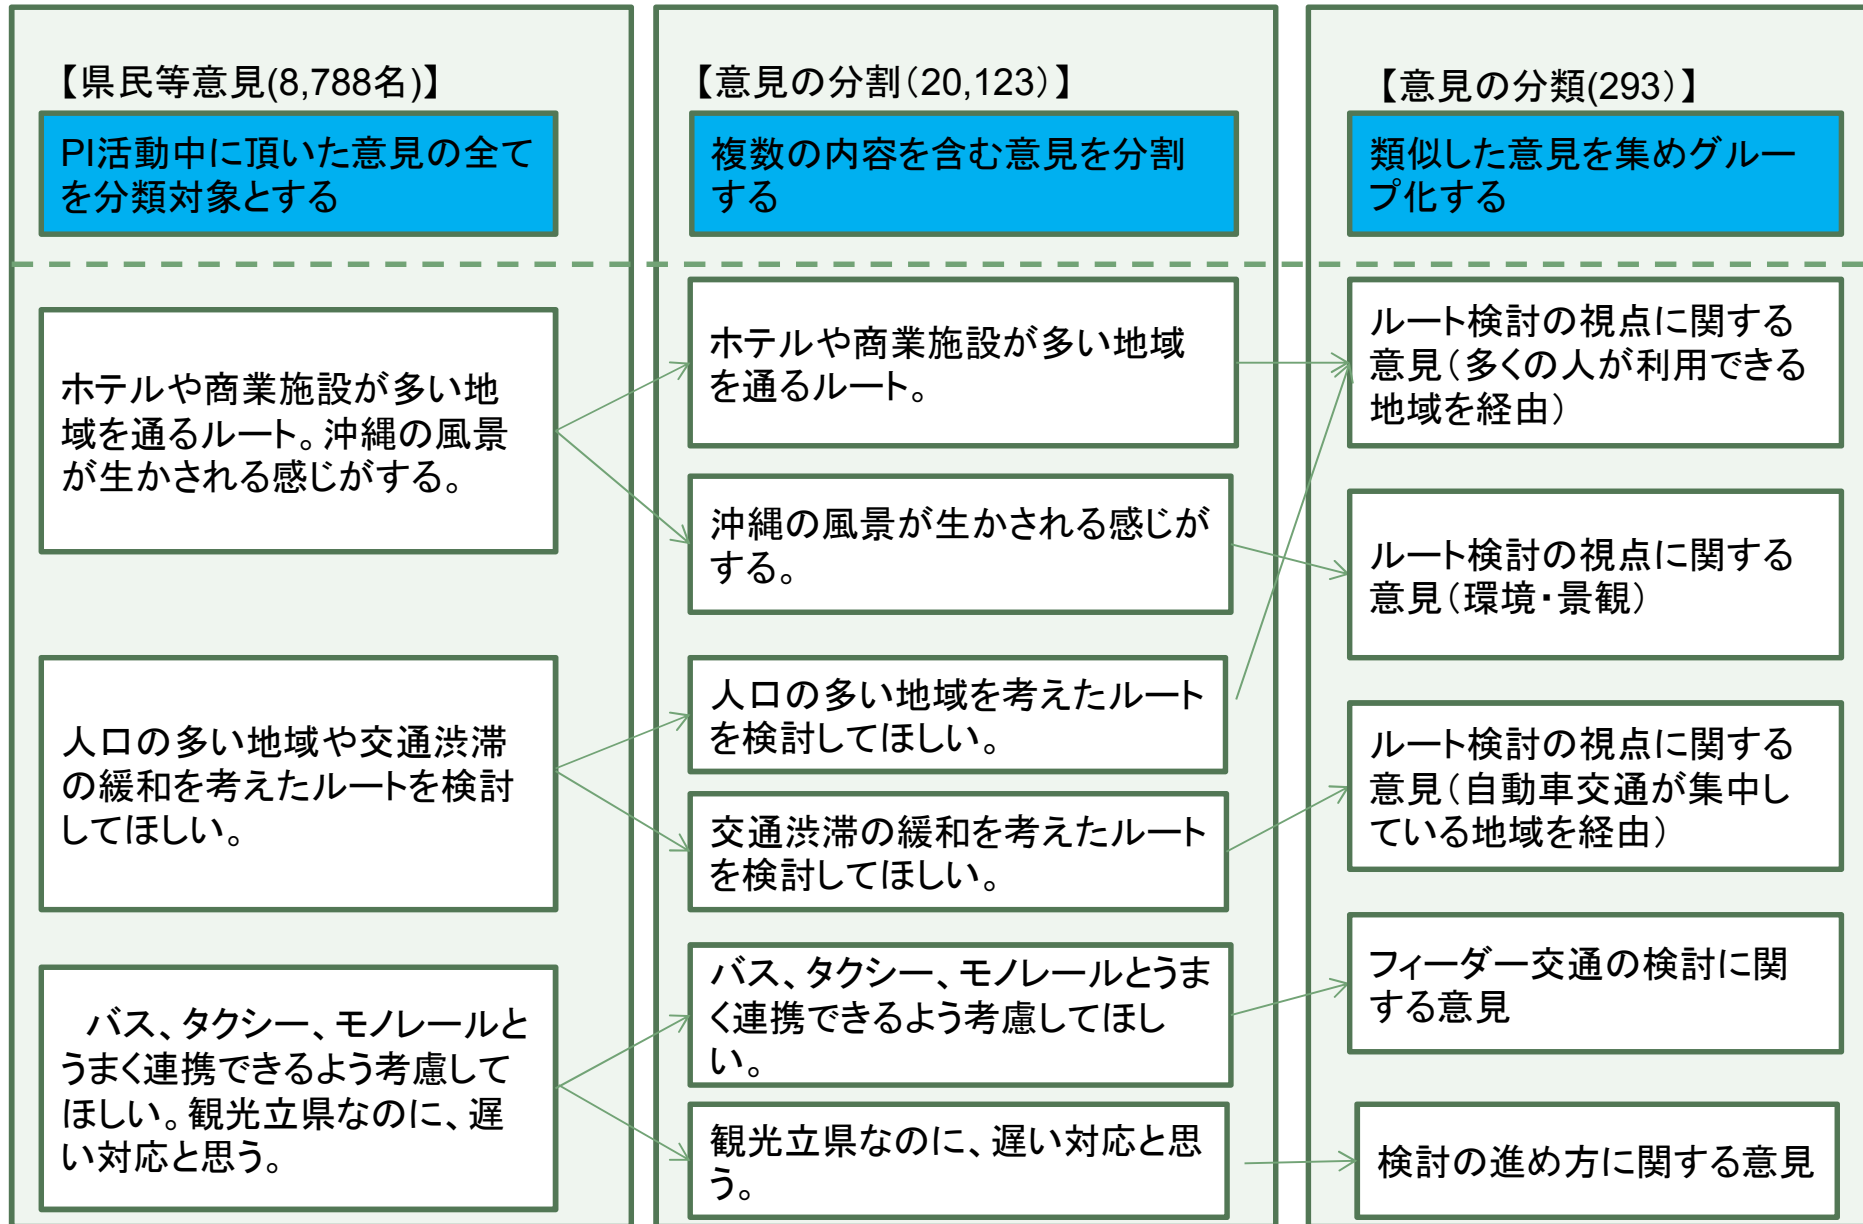 【県民等意見(8,788名)】
PI活動中に頂いた意見の全て
を分類対象とする
ホテルや商業施設が多い地
域を通るルート。沖縄の風景
が生かされる感じがする。
人口の多い地域や交通渋滞
の緩和を考えたルートを検討
してほしい。
バス、タクシー、モノレールと
うまく連携できるよう考慮して
ほしい。観光立県なのに、遅
い対応と思う。
【意見の分割(20,123)】
複数の内容を含む意見を分割
する
ホテルや商業施設が多い地域
を通るルート。
沖縄の風景が生かされる感じが
する。
人口の多い地域を考えたルート
を検討してほしい。
交通渋滞の緩和を考えたルート
を検討してほしい。
バス、タクシー、モノレールとうま
く連携できるよう考慮してほし
い。
観光立県なのに、遅い対応と思
う。
【意見の分類(293)】
類似した意見を集めグルー
プ化する
ルート検討の視点に関する
意見(多くの人が利用できる
地域を経由)
ルート検討の視点に関する
意見(環境・景観)
ルート検討の視点に関する
意見(自動車交通が集中し
ている地域を経由)
フィーダー交通の検討に関
する意見
検討の進め方に関する意見